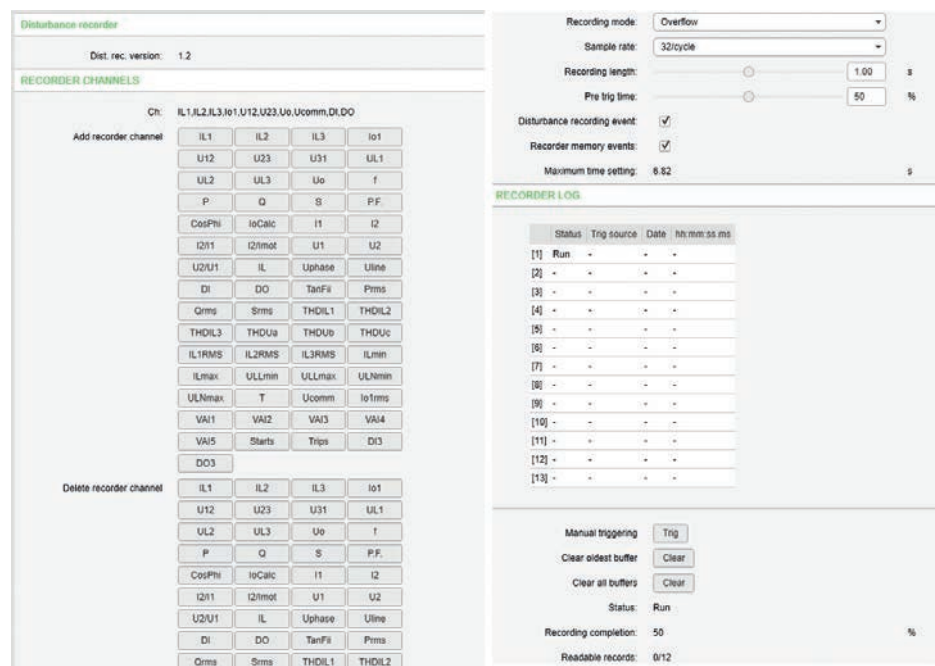 Disturbance recorder
Dist. rec. version: 1.2
RECORDER CHANNELS
Ch: IL1,IL2,IL3,Io1,U12,U23,Uo,Ucomm,DI,DO
Add recorder channel IL1 IL2 IL3 Io1
U12 U23 U31 UL1
UL2 UL3 Uo f
P Q S P.F.
CosPhi IoCalc I1 I2
I2/I1 I2/Imot U1 U2
U2/U1 IL Uphase Uline
DI DO TanFii Prms
Qrms Srms THDIL1 THDIL2
THDIL3 THDUa THDUb THDUc
IL1RMS IL2RMS IL3RMS ILmin
ILmax ULLmin ULLmax ULNmin
ULNmax T Ucomm Io1rms
VAI1 VAI2 VAI3 VAI4
VAI5 Starts Trips DI3
DO3
Delete recorder channel IL1 IL2 IL3 Io1
U12 U23 U31 UL1
UL2 UL3 Uo f
P Q S P.F.
CosPhi IoCalc I1 I2
I2/I1 I2/Imot U1 U2
U2/U1 IL Uphase Uline
DI DO TanFii Prms
Qrms Srms THDIL1 THDIL2
Recording mode: Overflow
Sample rate: 32/cycle
Recording length: 1.00 s
Pre trig time: 50 %
Disturbance recording event:
Recorder memory events:
Maximum time setting: 6.82 s
RECORDER LOG
Status Trig source Date hh:mm:ss.ms
[1] Run - - -
[2] - - - -
[3] - - - -
[4] - - - -
[5] - - - -
[6] - - - -
[7] - - - -
[8] - - - -
[9] - - - -
[10] - - - -
[11] - - - -
[12] - - - -
[13] - - - -
Manual triggering Trig
Clear oldest buffer Clear
Clear all buffers Clear
Status: Run
Recording completion: 50 %
Readable records: 0/12